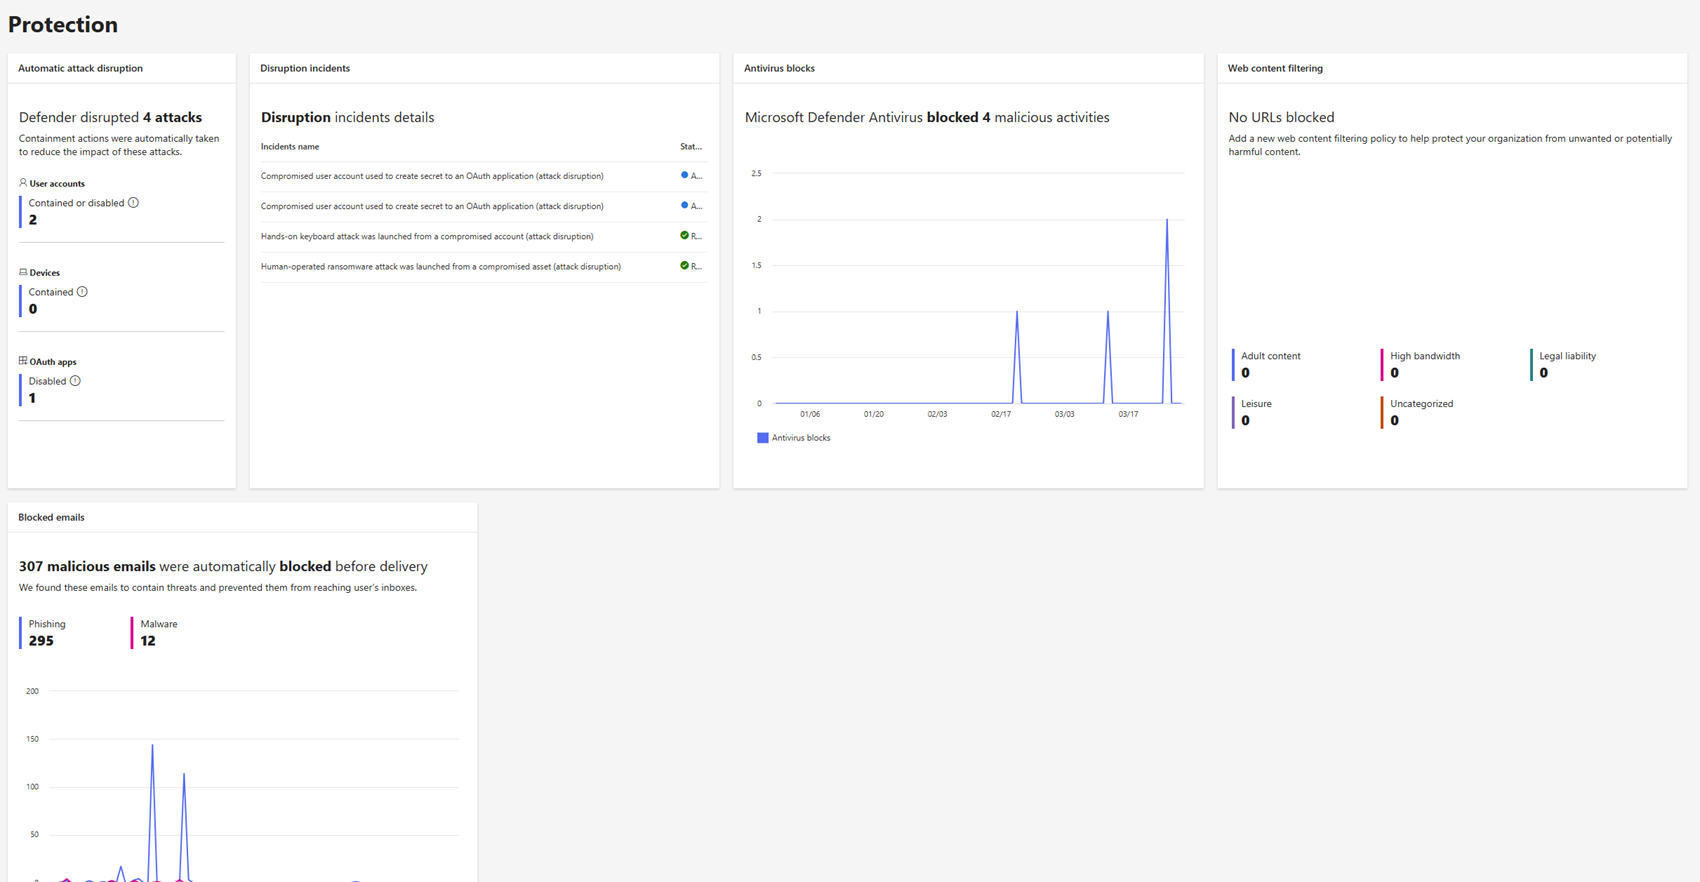 Protection
Automatic attack disruption
Defender disrupted 4 attacks
Containment actions were automatically taken
to reduce the impact of these attacks.
User accounts
Contained or disabled
2
Devices
Contained
0
OAuth apps
Disabled
1
Disruption incidents
Disruption incidents details
Incidents name Stat...
Compromised user account used to create secret to an OAuth application (attack disruption) A...
Compromised user account used to create secret to an OAuth application (attack disruption) A...
Hands-on keyboard attack was launched from a compromised account (attack disruption) R...
Human-operated ransomware attack was launched from a compromised asset (attack disruption) R...
Antivirus blocks
Microsoft Defender Antivirus blocked 4 malicious activities
2.5
2
1.5
1
0.5
0
01/06 01/20 02/03 02/17 03/03 03/17
Antivirus blocks
Web content filtering
No URLs blocked
Add a new web content filtering policy to help protect your organization from unwanted or potentially
harmful content.
Adult content High bandwidth Legal liability
0 0 0
Leisure Uncategorized
0 0
Blocked emails
307 malicious emails were automatically blocked before delivery
We found these emails to contain threats and prevented them from reaching user's inboxes.
Phishing Malware
295 12
200
150
100
50